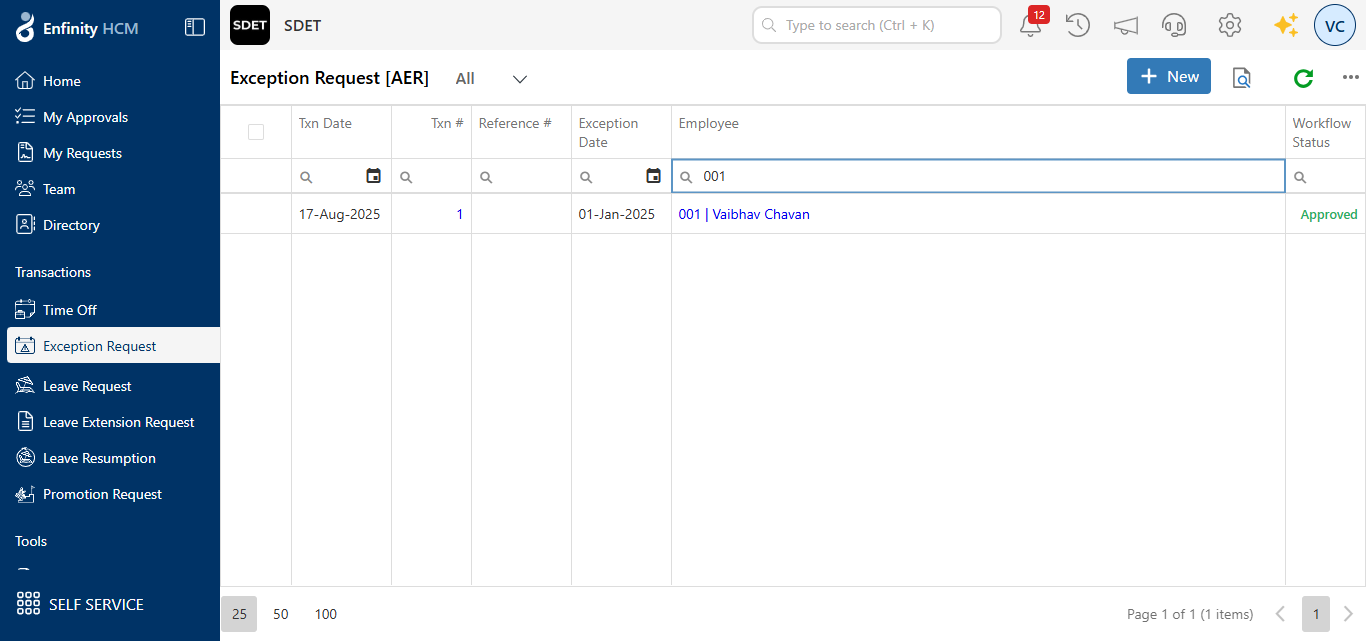 Enfinity HCM
SDET
SDET
Type to search (Ctrl + K)
12
VC
Home
My Approvals
My Requests
Team
Directory
Transactions
Time Off
Exception Request
Leave Request
Leave Extension Request
Leave Resumption
Promotion Request
Tools
SELF SERVICE
Exception Request [AER]
All
New
Txn Date
Txn #
Reference #
Exception
Date
Employee
Workflow
Status
001
17-Aug-2025
1
01-Jan-2025
001 | Vaibhav Chavan
Approved
25
50
100
Page 1 of 1 (1 items)
1